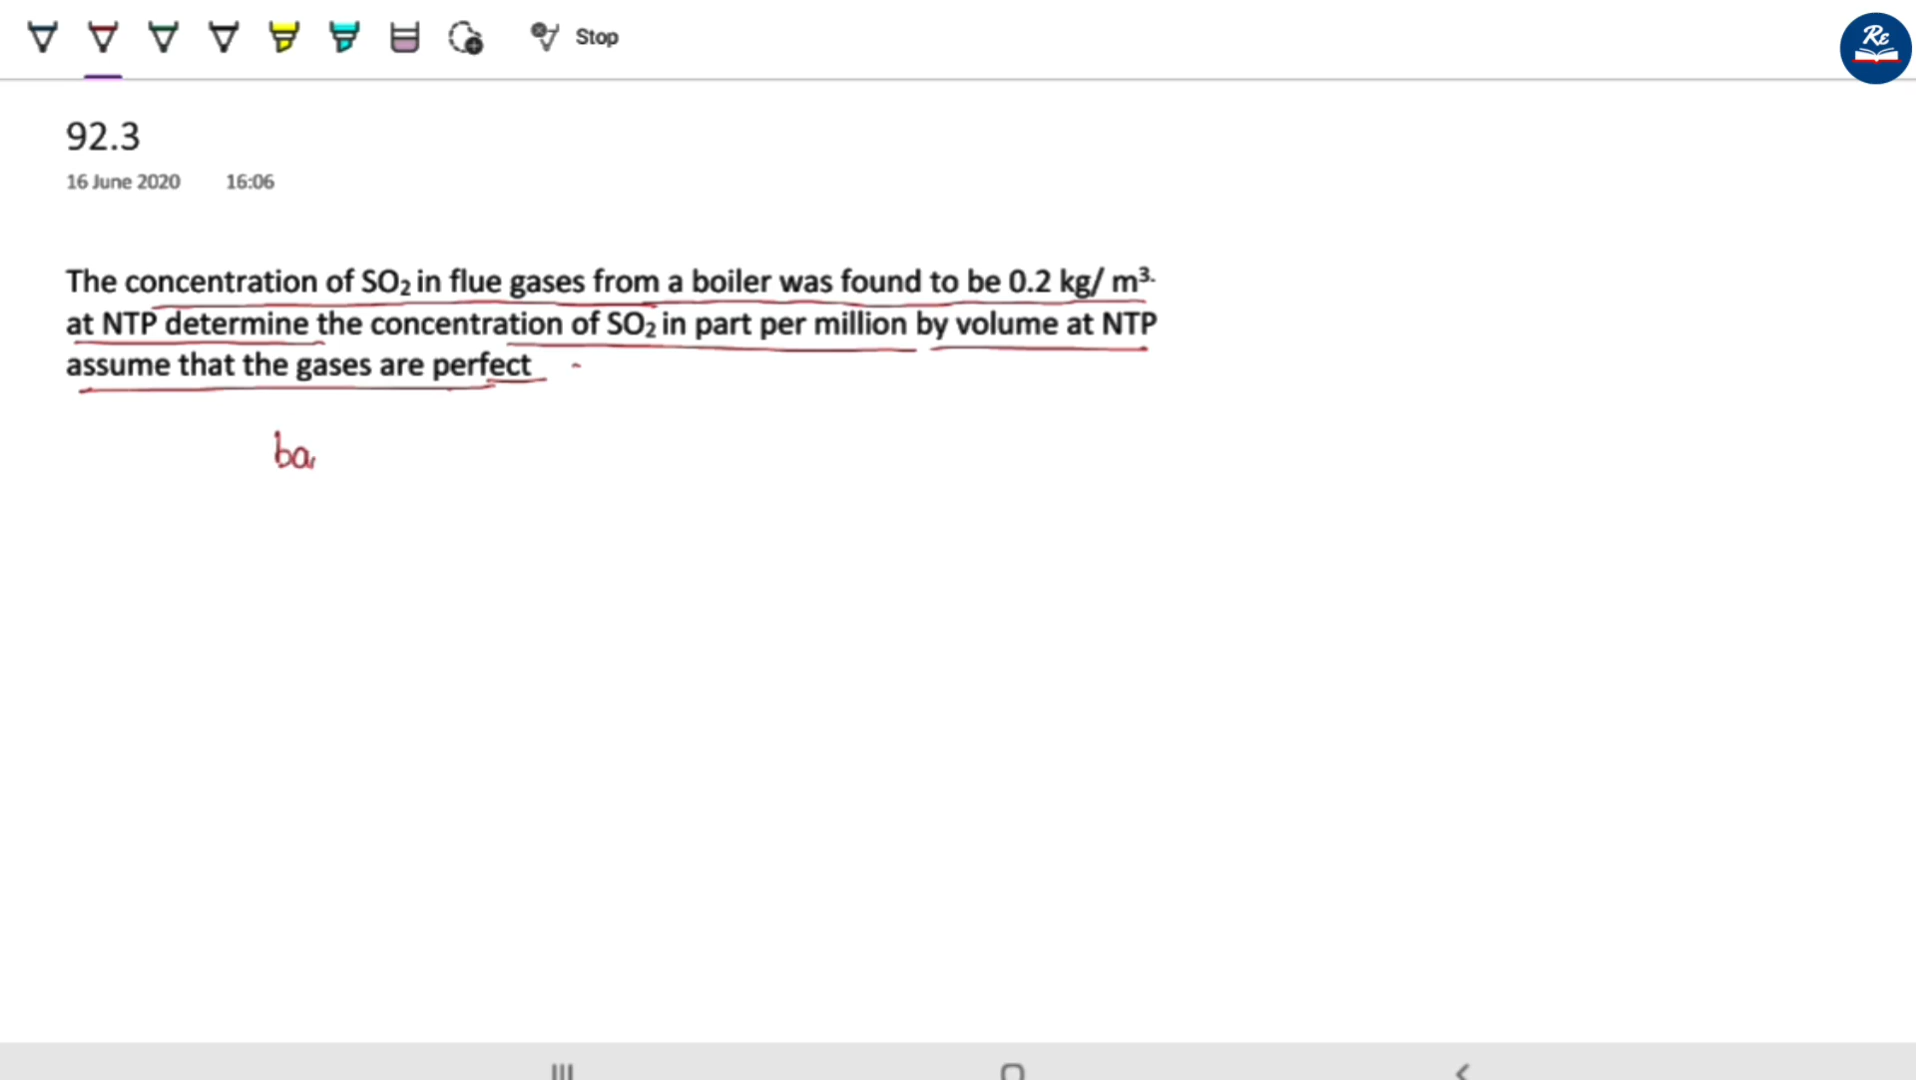 Stop
Rε
92.3
16 June 2020 16:06
The concentration of SO₂ in flue gases from a boiler was found to be 0.2 kg/ m³·
at NTP determine the concentration of SO₂ in part per million by volume at NTP
assume that the gases are perfect
ba